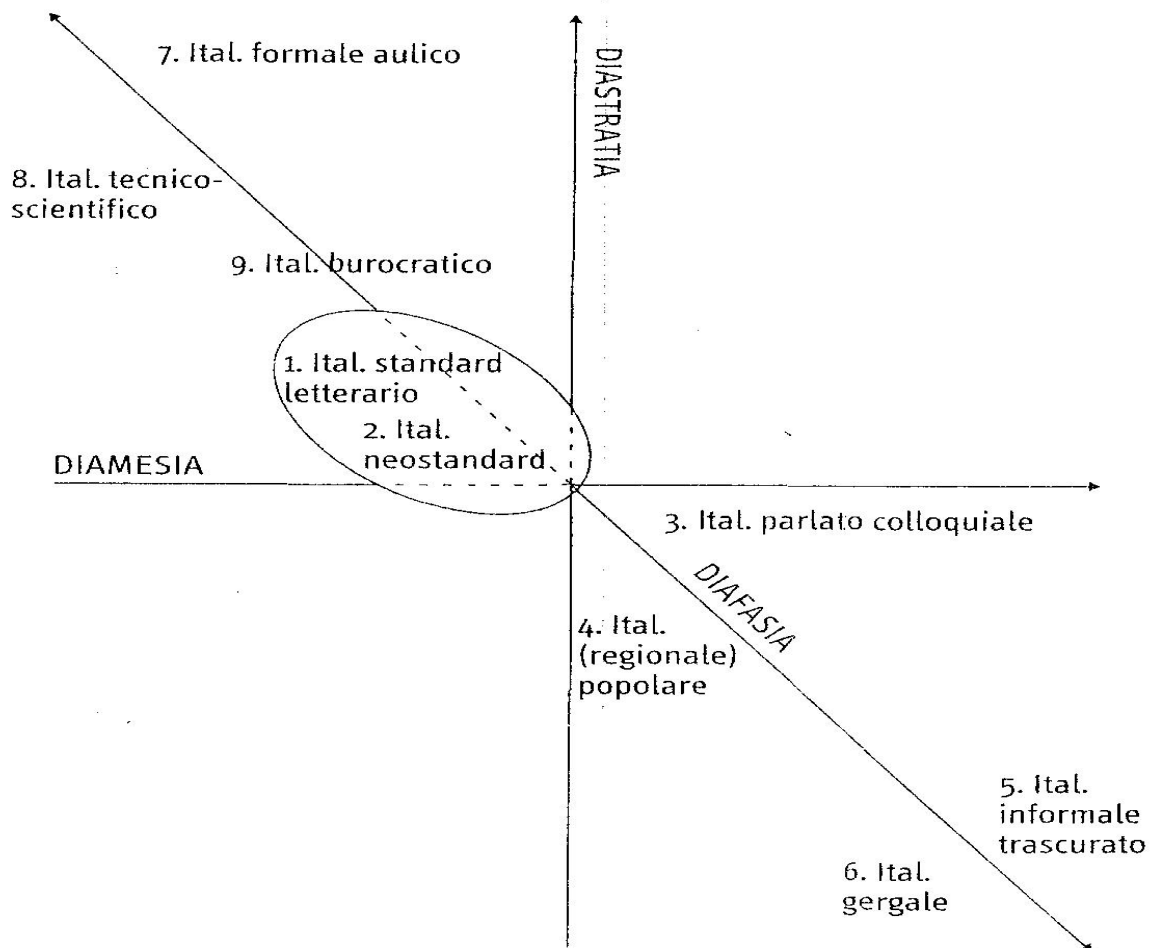 7. Ital. formale aulico
DIASTRATIA
8. Ital. tecnico-
scientifico
9. Ital. burocratico
1. Ital. standard
letterario
2. Ital.
neostandard
DIAMESIA
3. Ital. parlato colloquiale
DIAFASIA
4. Ital.
(regionale)
popolare
5. Ital.
informale
trascurato
6. Ital.
gergale